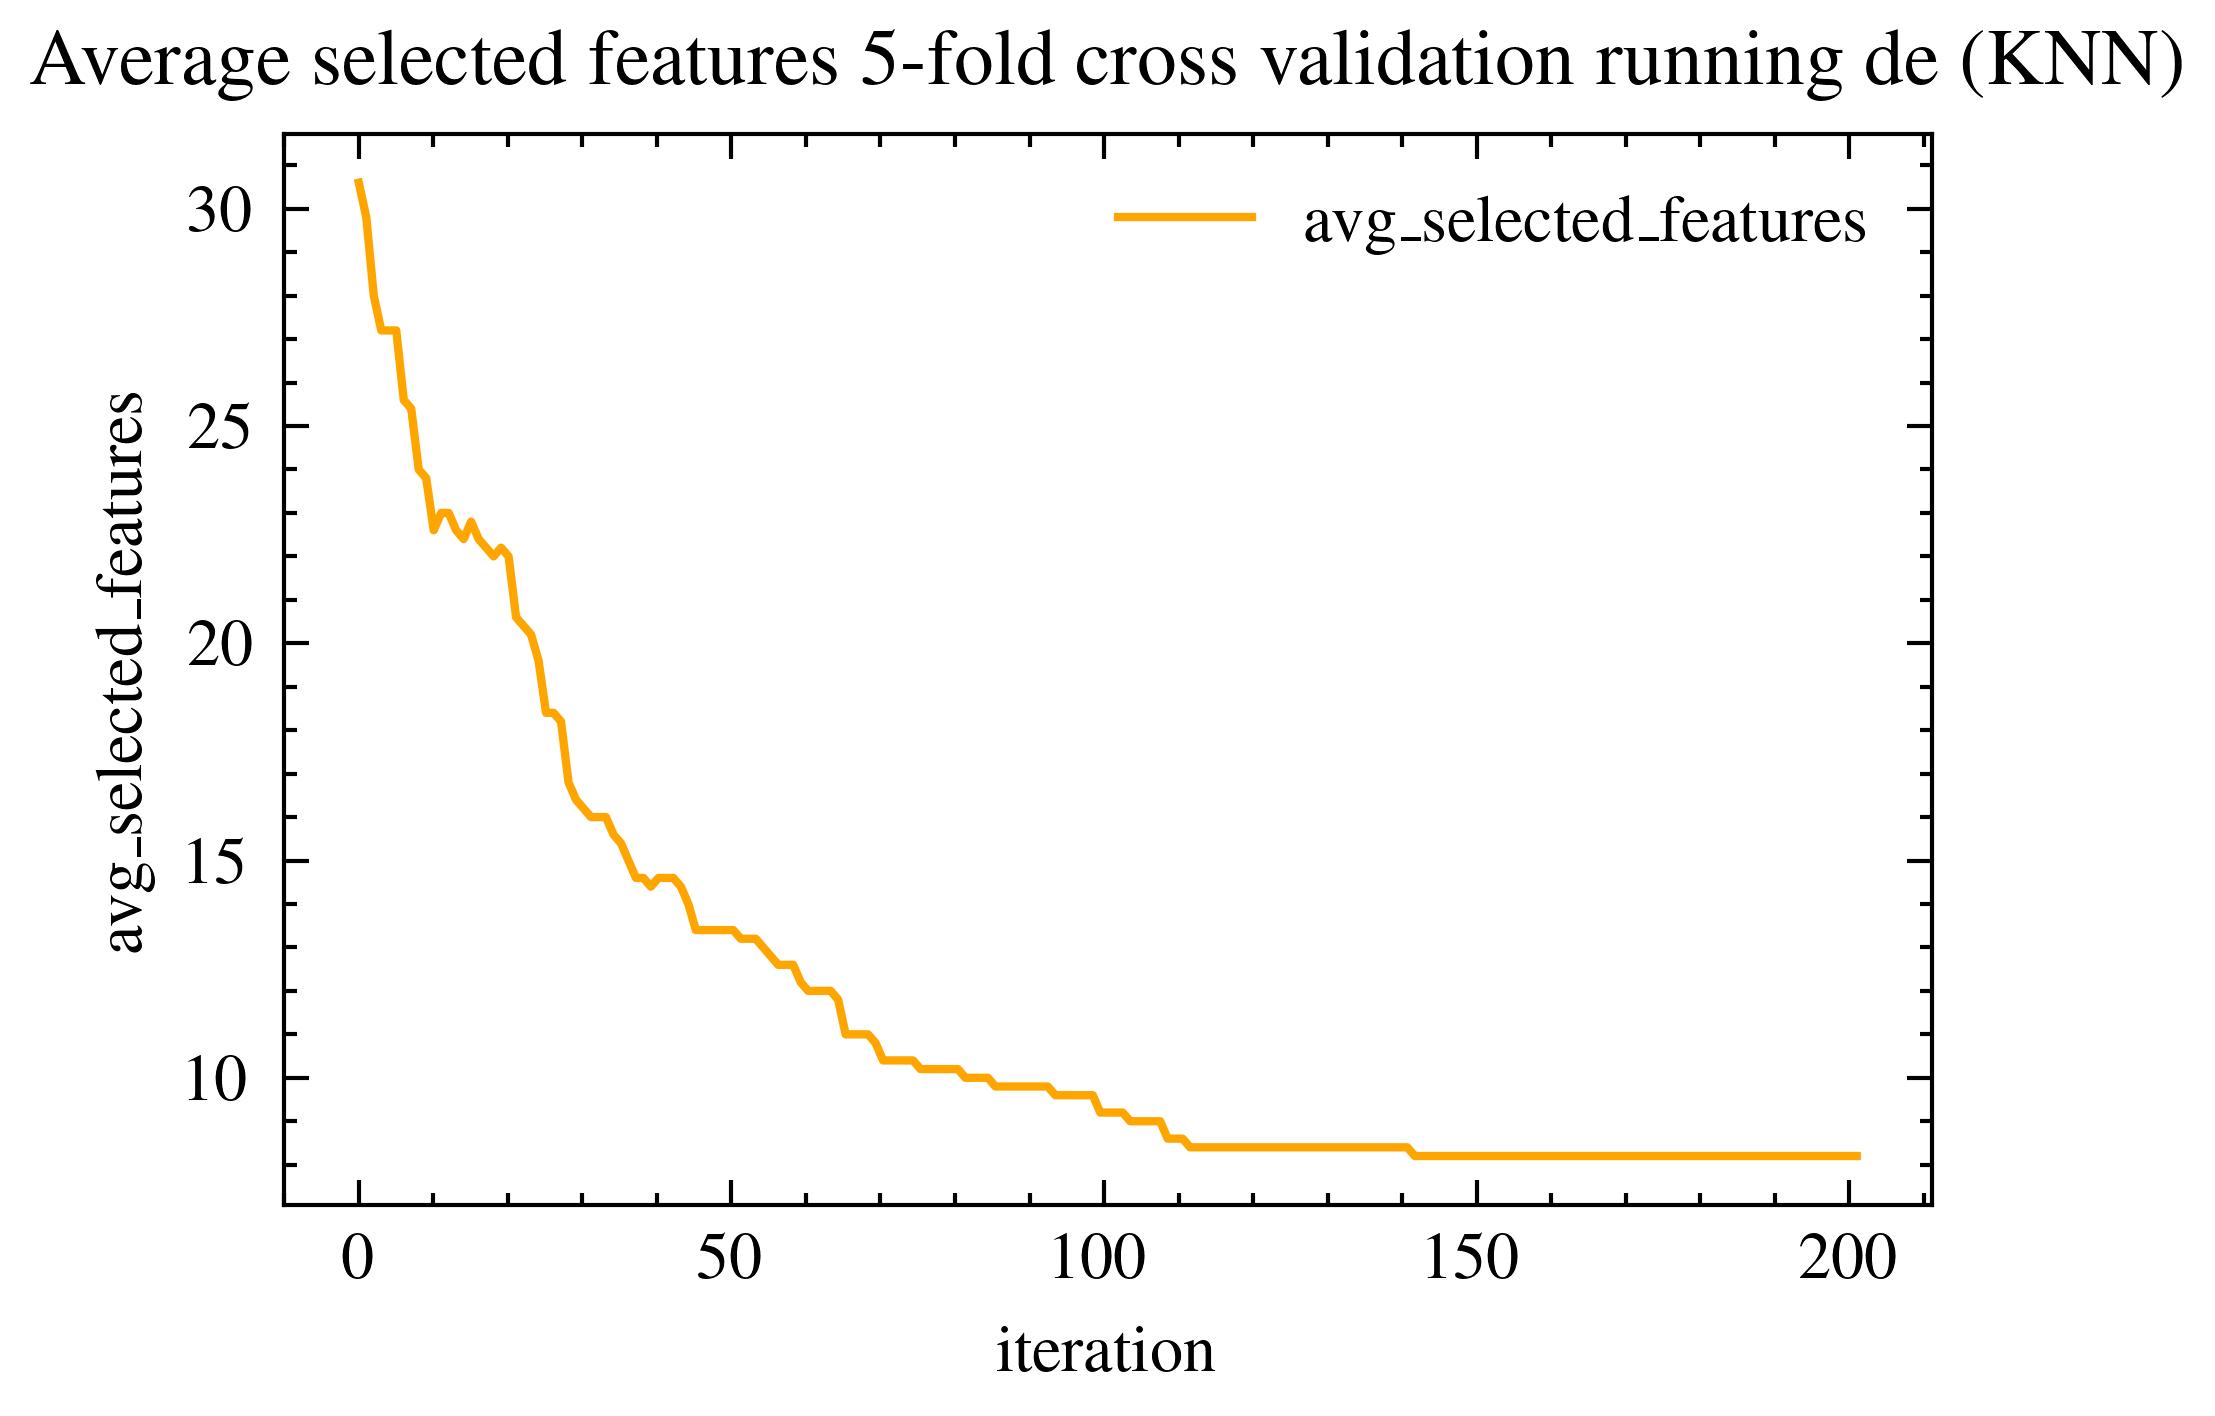 Average selected features 5-fold cross validation running de (KNN)
avg_selected_features
30
25
20
15
10
avg_selected_features
0 50 100 150 200
iteration